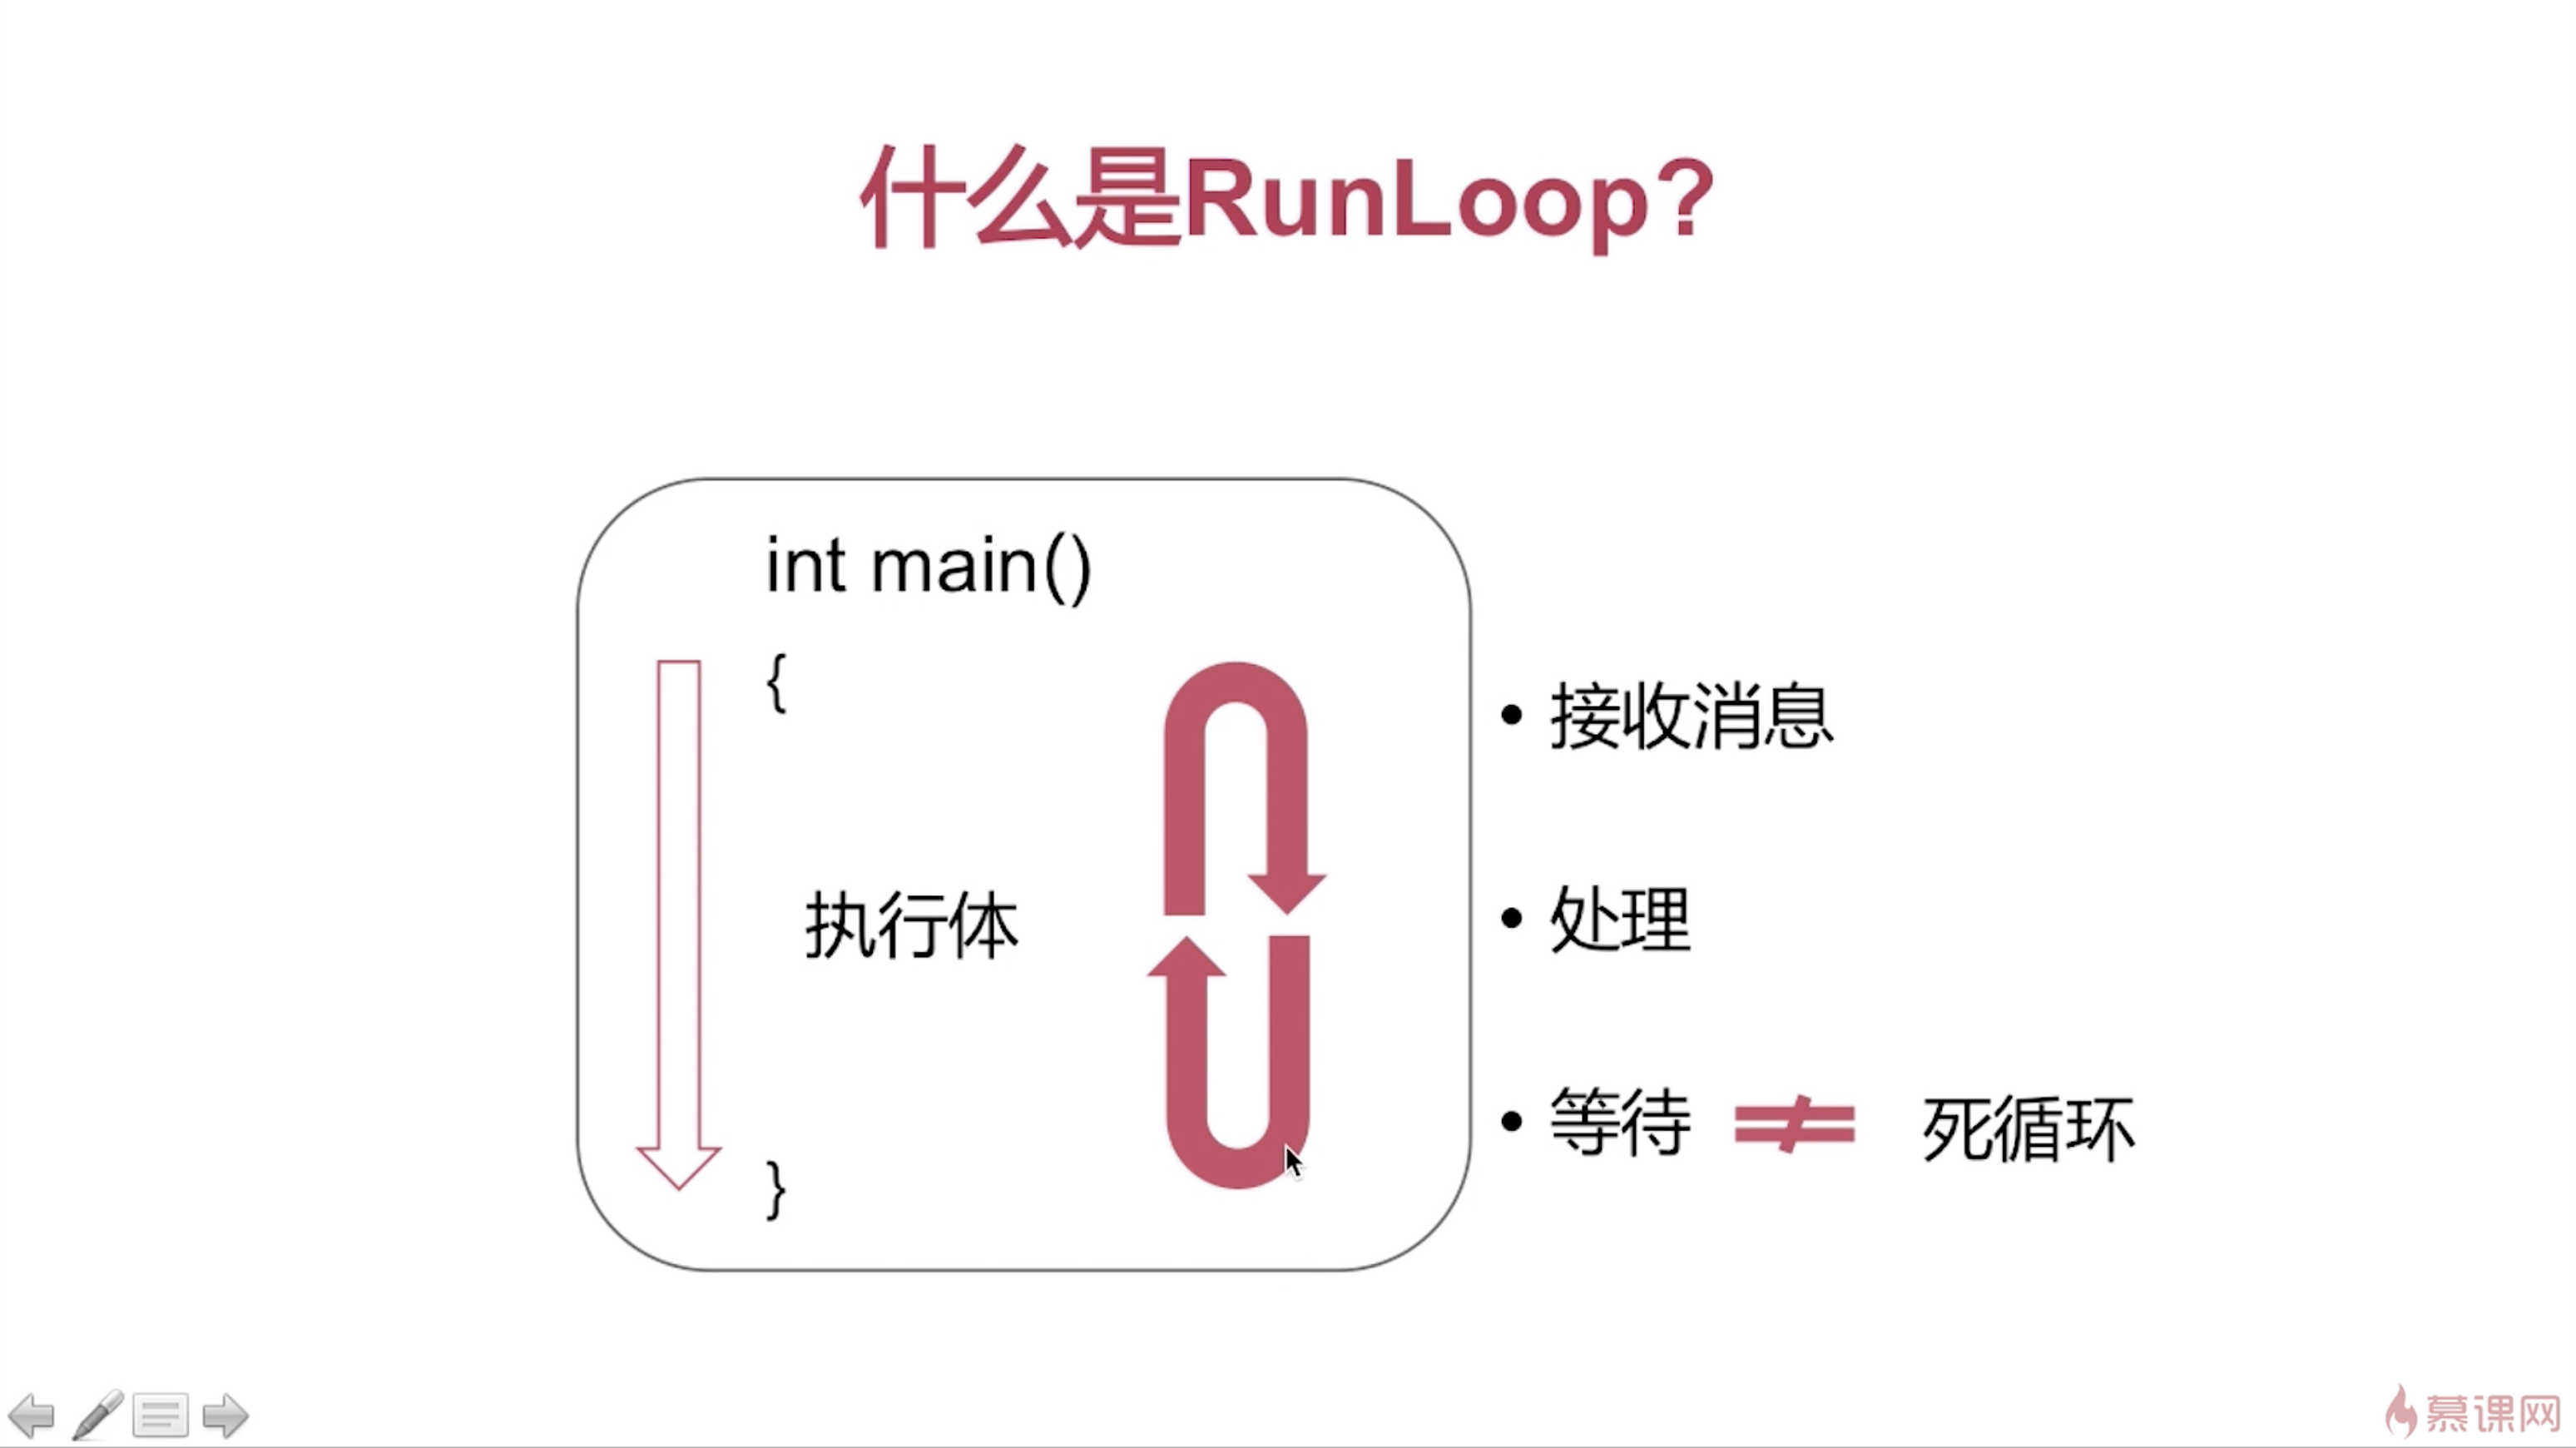 什么是RunLoop?
int main()
{
执行体
}
• 接收消息
• 处理
• 等待 ≠ 死循环
慕课网